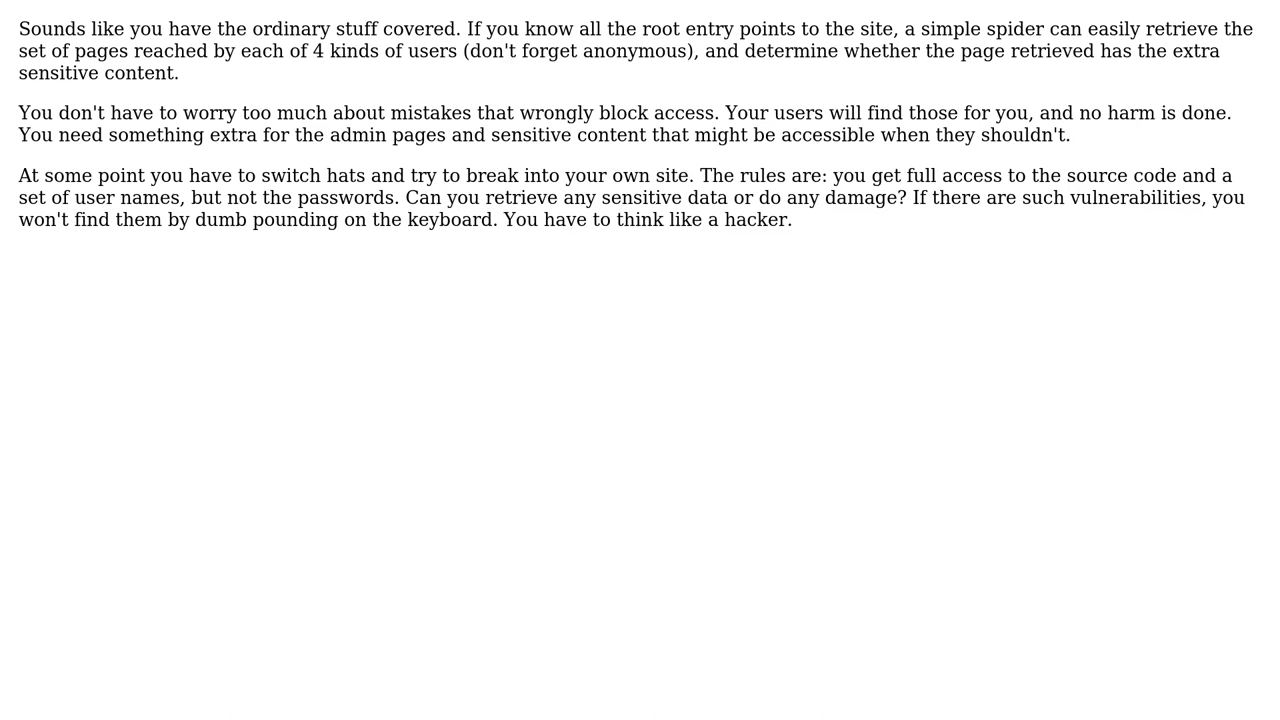 Sounds like you have the ordinary stuff covered. If you know all the root entry points to the site, a simple spider can easily retrieve the
set of pages reached by each of 4 kinds of users (don't forget anonymous), and determine whether the page retrieved has the extra
sensitive content.
You don't have to worry too much about mistakes that wrongly block access. Your users will find those for you, and no harm is done.
You need something extra for the admin pages and sensitive content that might be accessible when they shouldn't.
At some point you have to switch hats and try to break into your own site. The rules are: you get full access to the source code and a
set of user names, but not the passwords. Can you retrieve any sensitive data or do any damage? If there are such vulnerabilities, you
won't find them by dumb pounding on the keyboard. You have to think like a hacker.